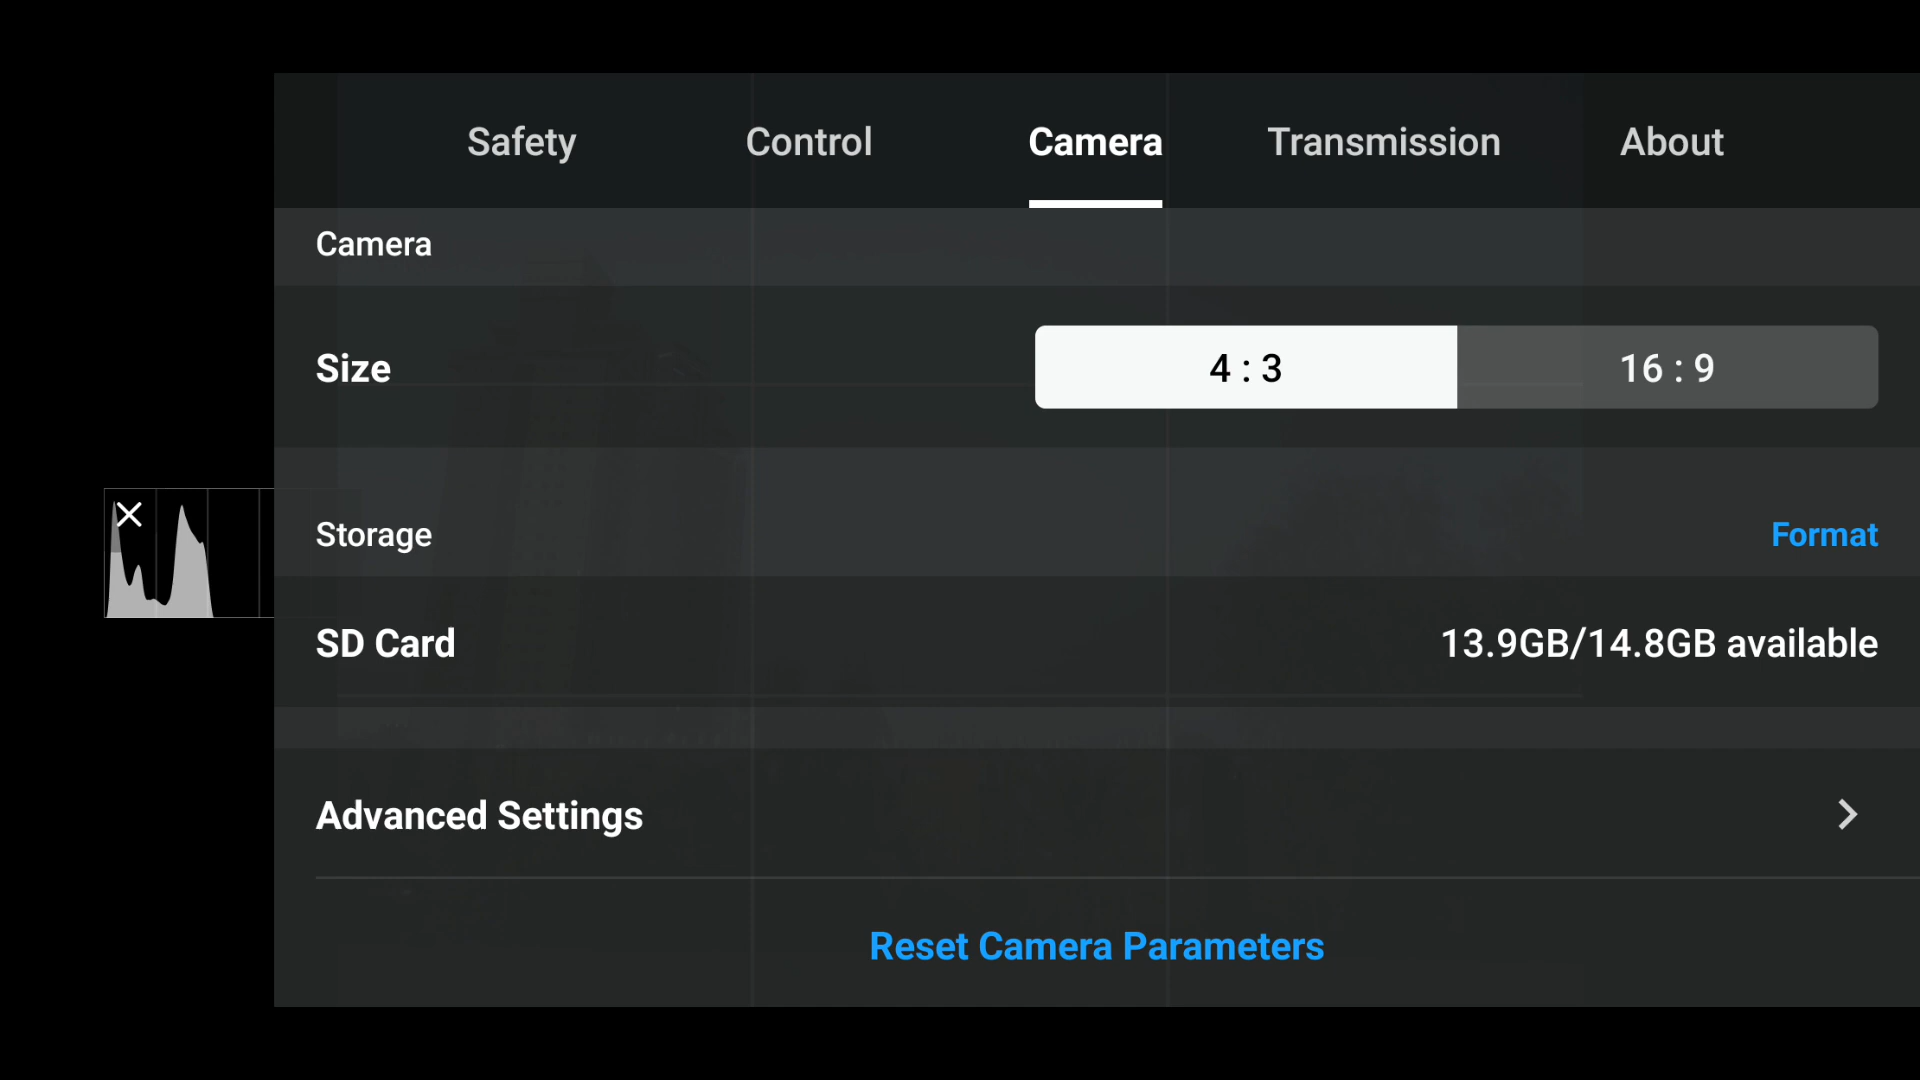 Safety Control Camera Transmission About
Camera
Size 4 : 3 16 : 9
Storage Format
SD Card 13.9GB/14.8GB available
Advanced Settings
Reset Camera Parameters